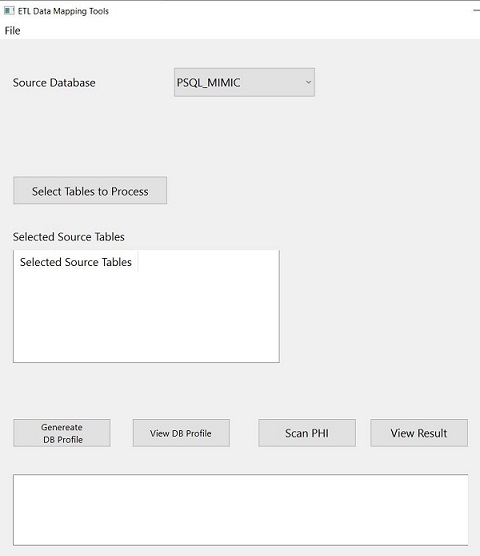 ETL Data Mapping Tools
File
Source Database
PSQL_MIMIC
Select Tables to Process
Selected Source Tables
Selected Source Tables
Genereate
DB Profile
View DB Profile
Scan PHI
View Result